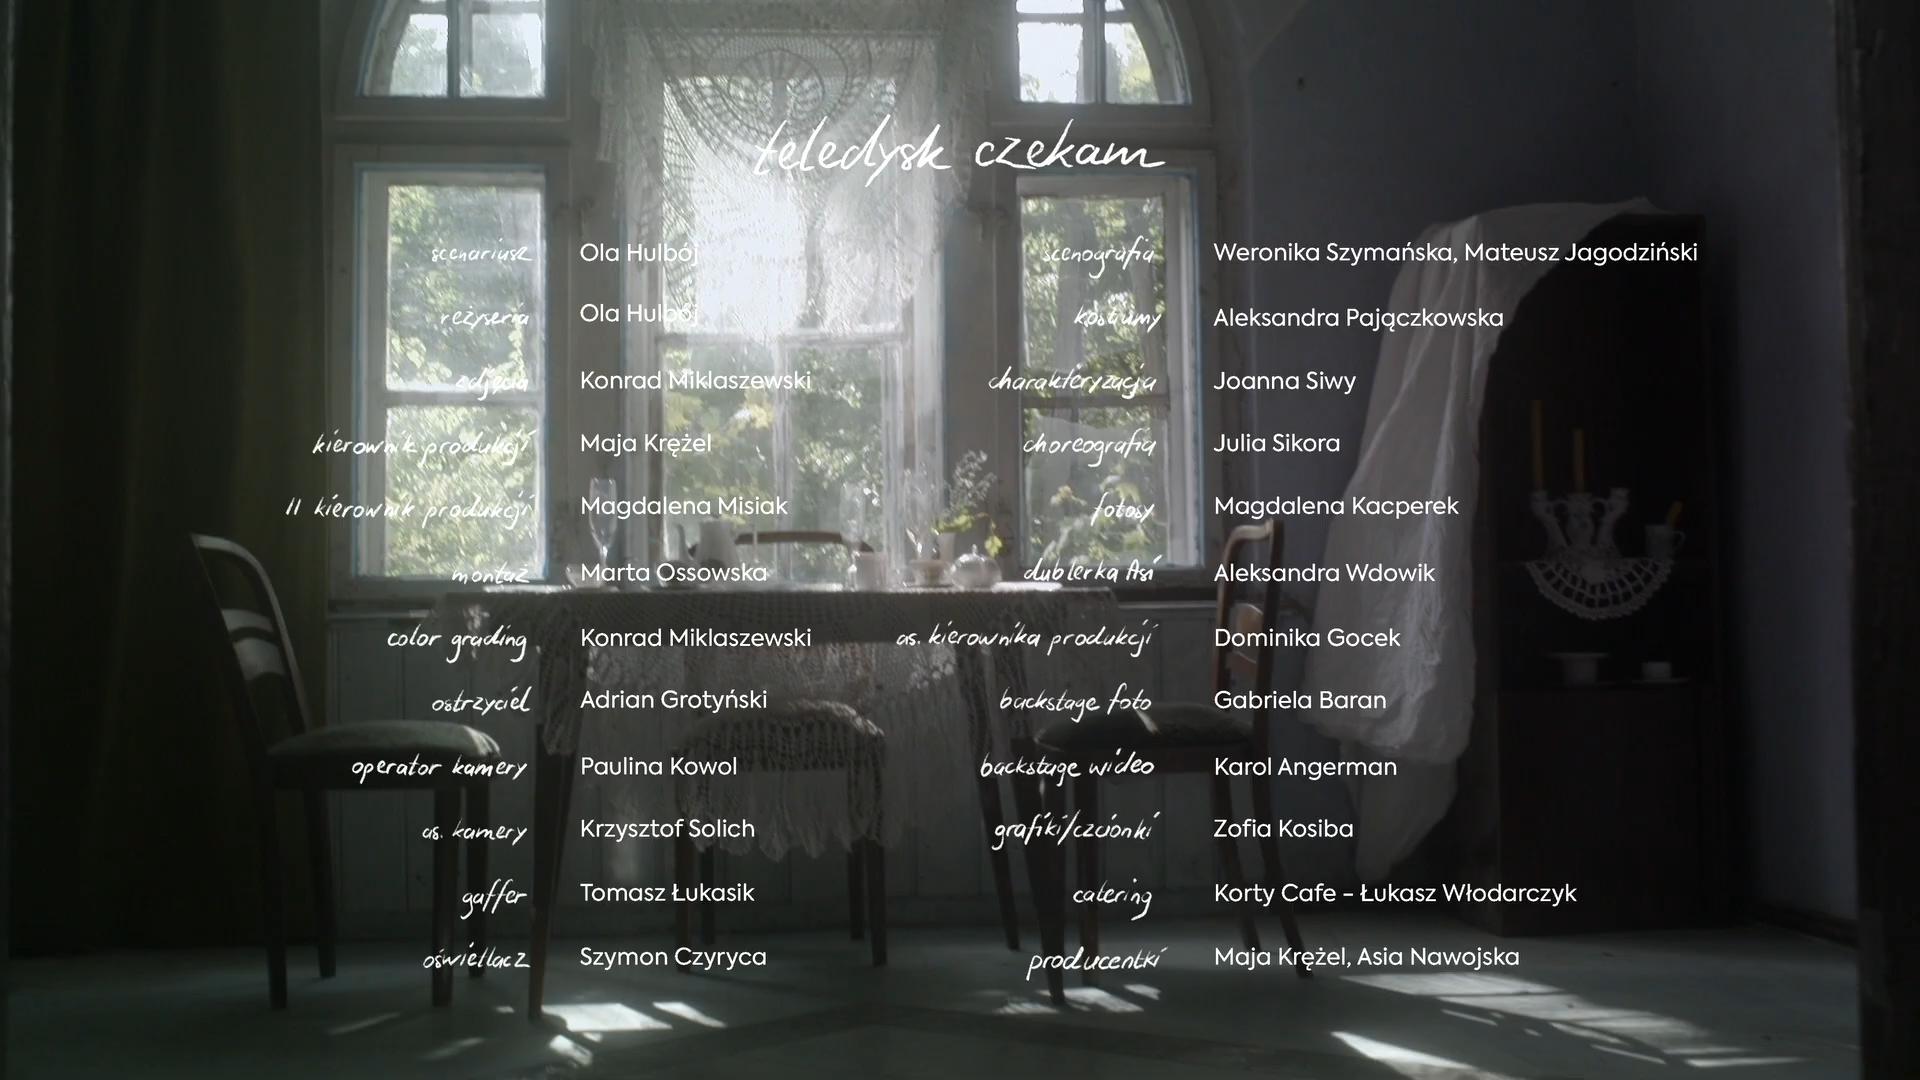 teledysk czekam
scenariusz Ola Hulbój
reżyseria Ola Hulbój
zdjęcia Konrad Miklaszewski
kierownik produkcji Maja Krężel
II kierownik produkcji Magdalena Misiak
montaż Marta Ossowska
color grading Konrad Miklaszewski
ostrzyciel Adrian Grotyński
operator kamery Paulina Kowol
as. kamery Krzysztof Solich
gaffer Tomasz Łukasik
oświetlacz Szymon Czyryca
scenografia Weronika Szymańska, Mateusz Jagodziński
kostiumy Aleksandra Pajączkowska
charakteryzacja Joanna Siwy
choreografia Julia Sikora
fotosy Magdalena Kacperek
dublerka Asi Aleksandra Wdowik
as. kierownika produkcji Dominika Gocek
backstage foto Gabriela Baran
backstage wideo Karol Angerman
grafiki/czcionki Zofia Kosiba
catering Korty Cafe - Łukasz Włodarczyk
producentki Maja Krężel, Asia Nawojska